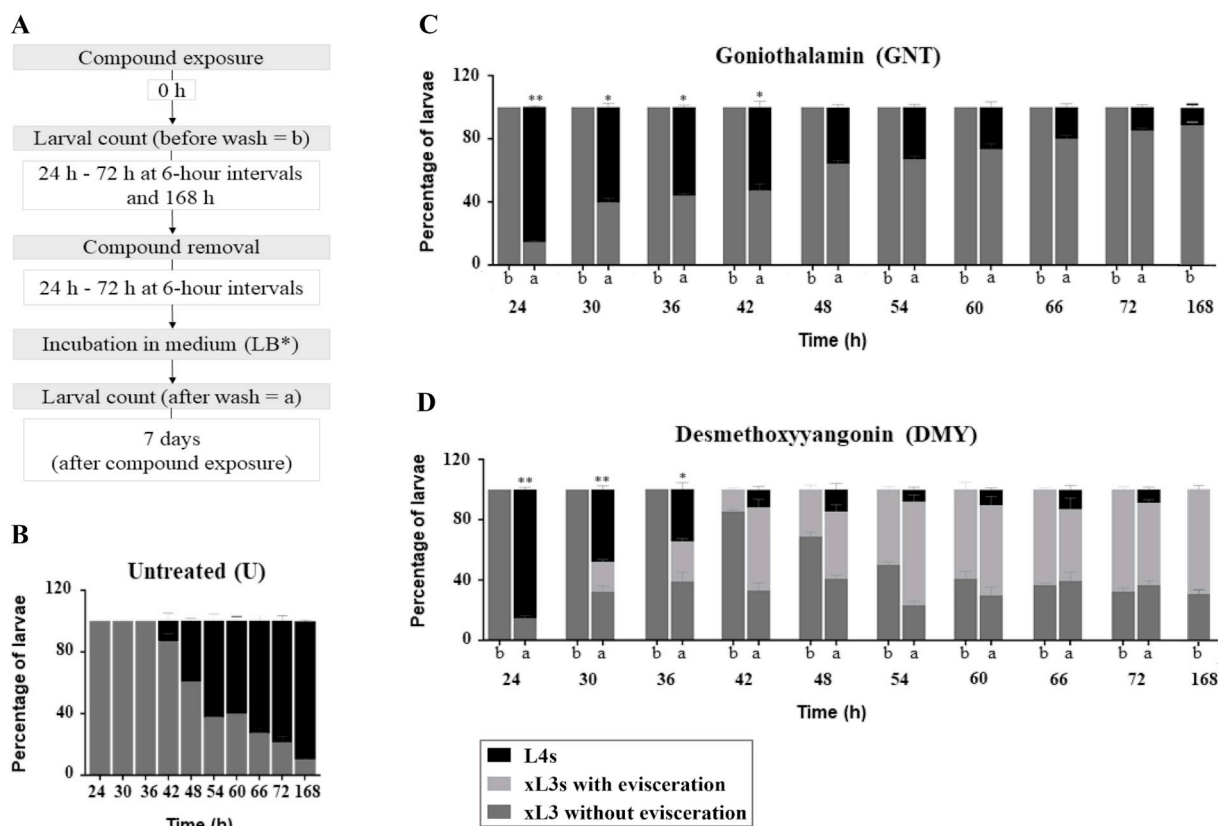 A
Compound exposure
0 h
Larval count (before wash = b)
24 h - 72 h at 6-hour intervals
and 168 h
Compound removal
24 h - 72 h at 6-hour intervals
Incubation in medium (LB*)
Larval count (after wash = a)
7 days
(after compound exposure)
B
Untreated (U)
Percentage of larvae
120
80
40
0
24 30 36 42 48 54 60 66 72 168
Time (h)
C
Goniothalamin (GNT)
Percentage of larvae
120
80
40
0
** * * *
b a b a b a b a b a b a b a b a b a b
24 30 36 42 48 54 60 66 72 168
Time (h)
D
Desmethoxyyangonin (DMY)
Percentage of larvae
120
80
40
0
** ** *
b a b a b a b a b a b a b a b a b a b
24 30 36 42 48 54 60 66 72 168
Time (h)
L4s
xL3s with evisceration
xL3 without evisceration